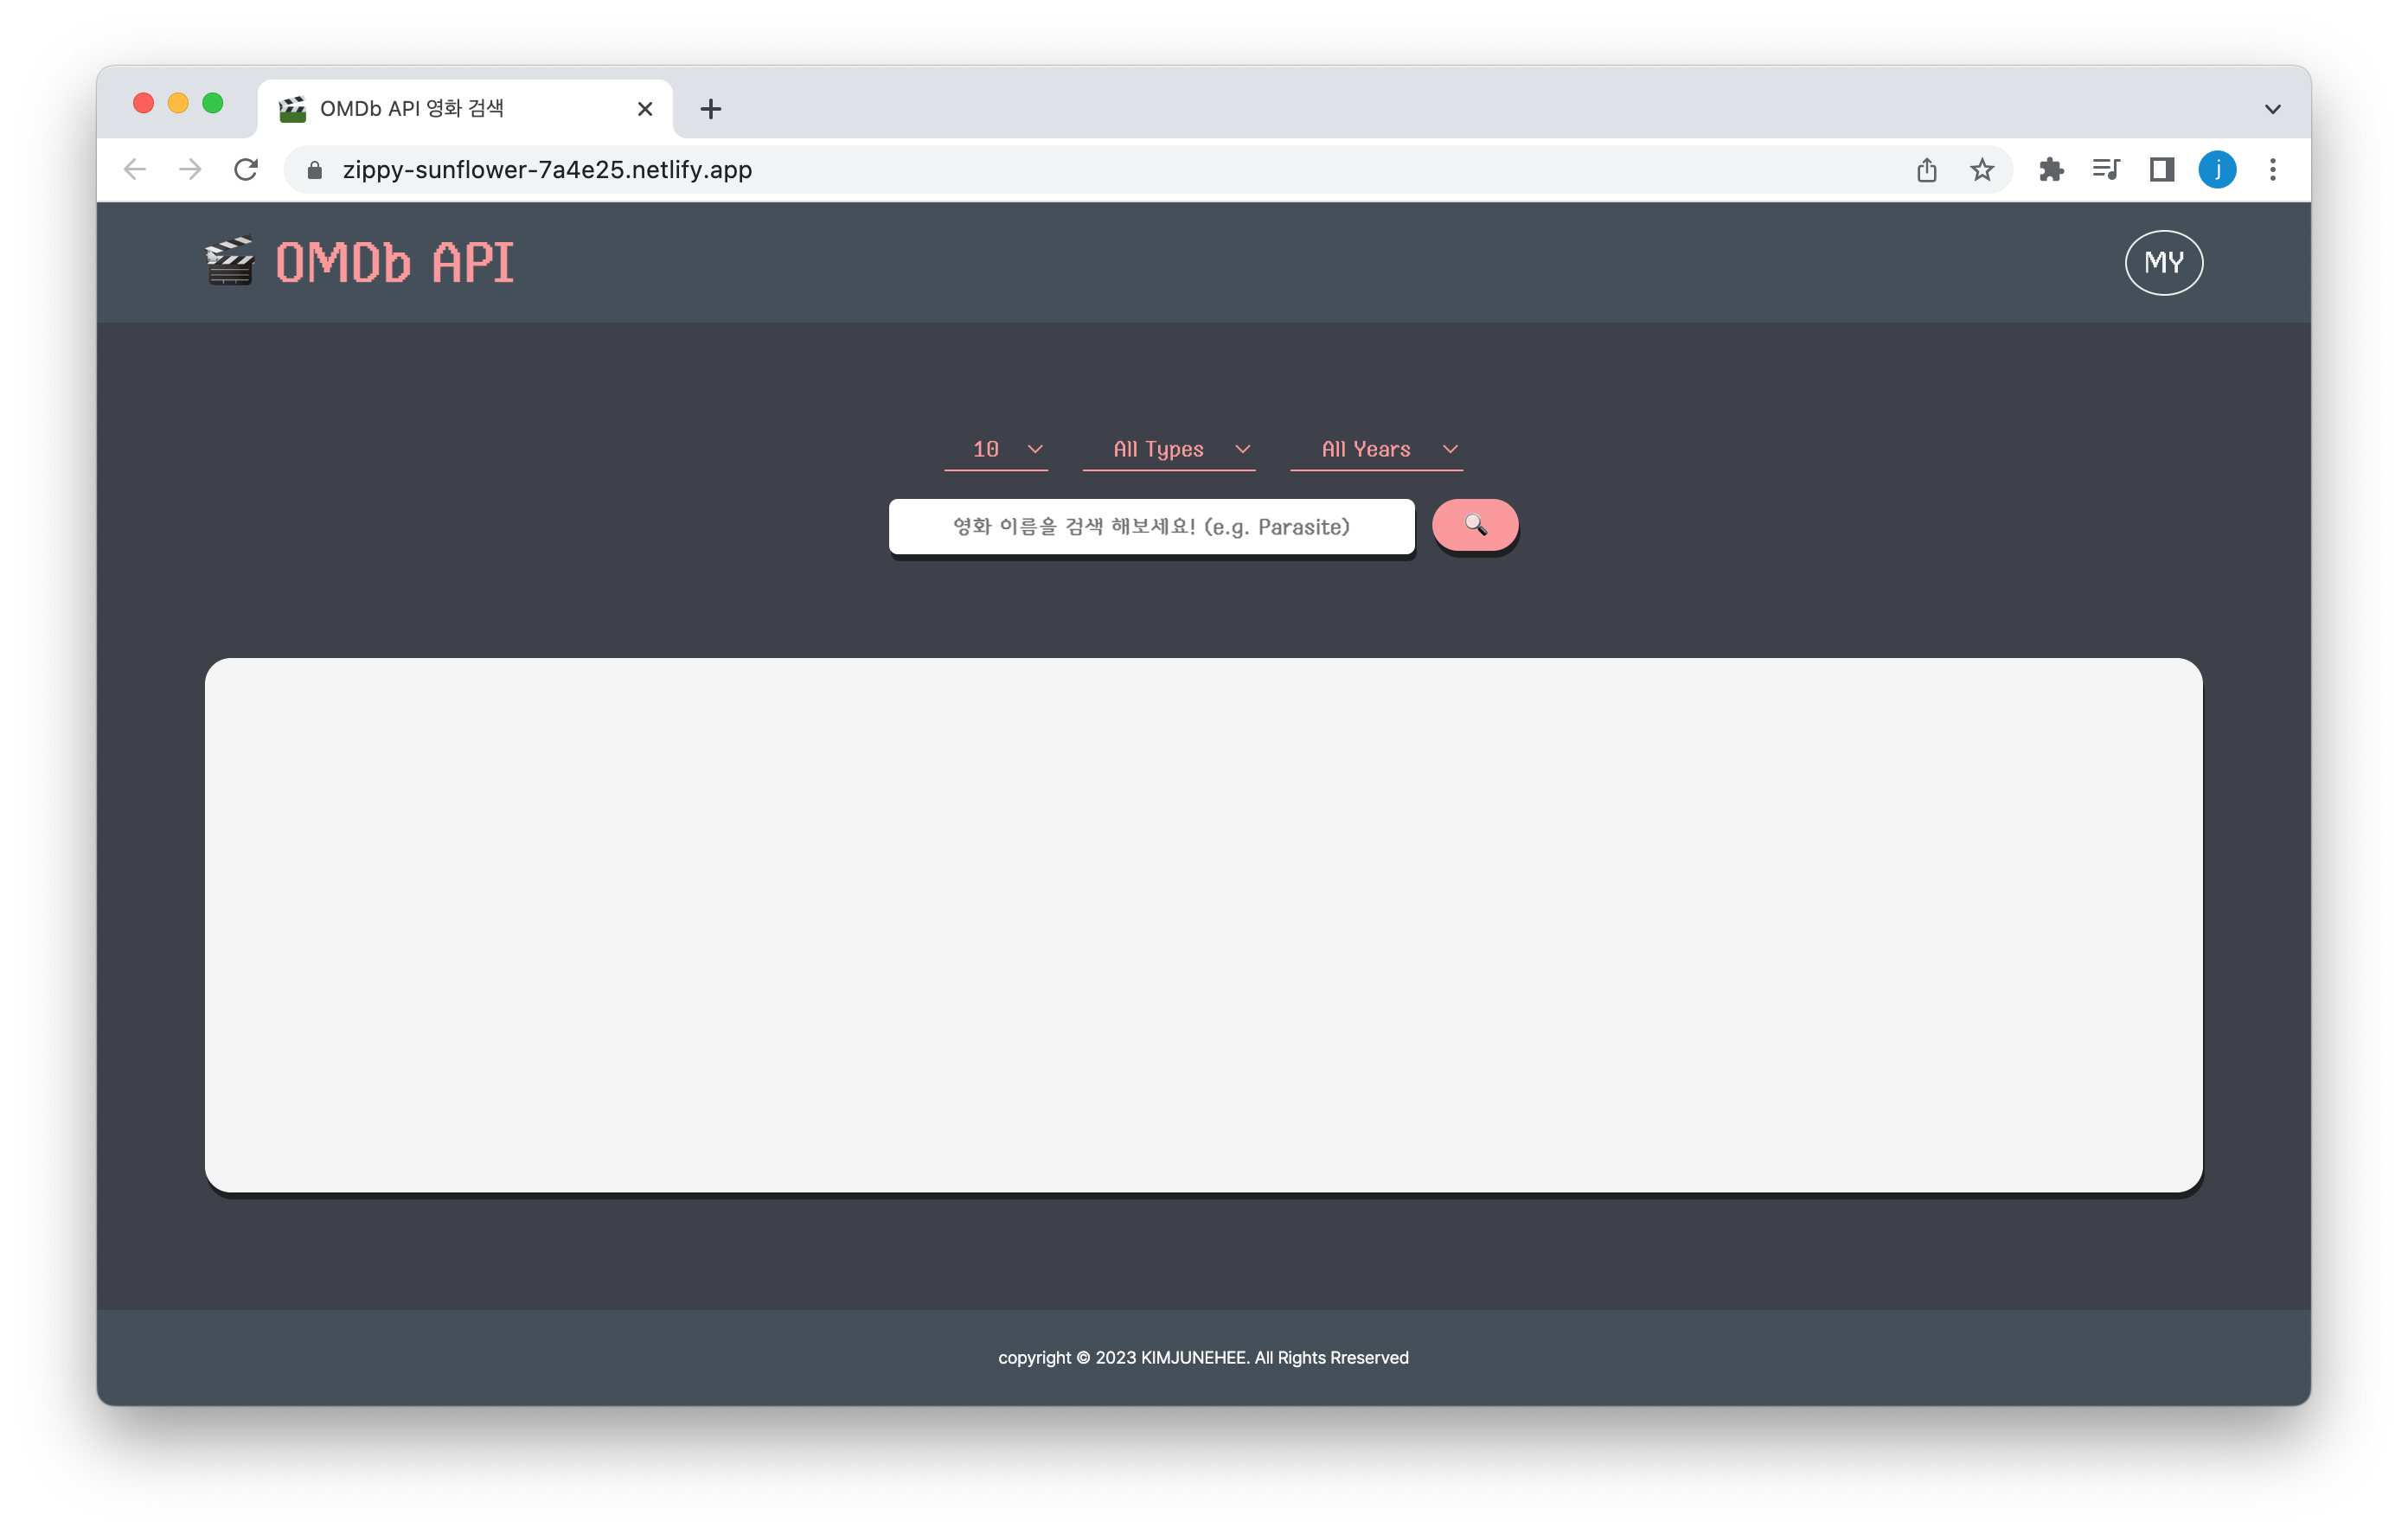 OMDb API 영화 검색
zippy-sunflower-7a4e25.netlify.app
j
OMDb API
MY
10
All Types
All Years
영화 이름을 검색 해보세요! (e.g. Parasite)
copyright © 2023 KIMJUNEHEE. All Rights Rreserved